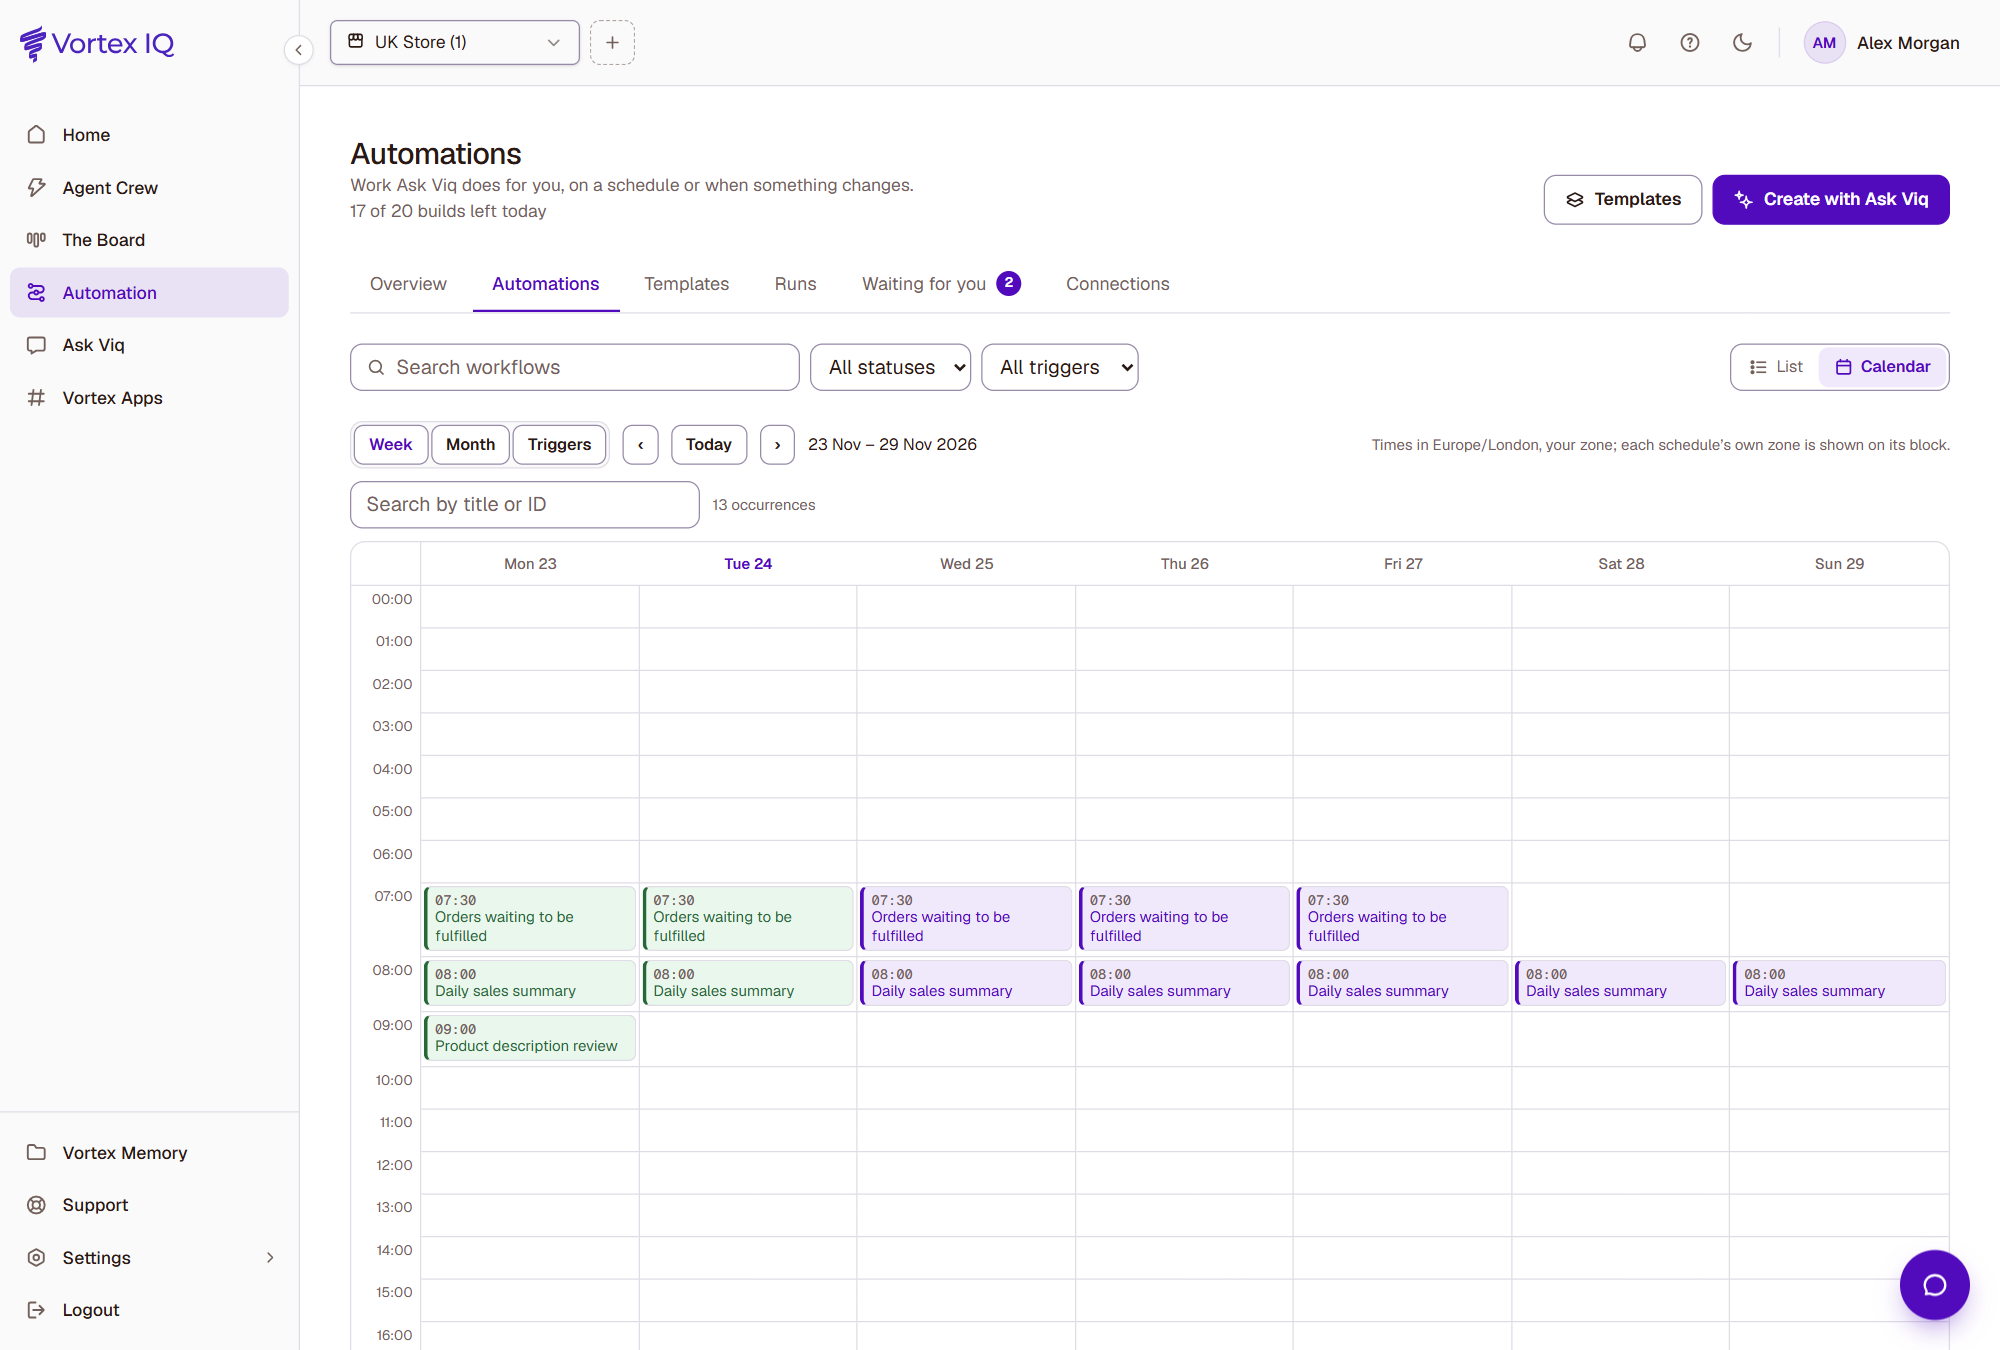 Vortex IQ
UK Store (1)
AM
Alex Morgan
Home
Agent Crew
The Board
Automation
Ask Viq
Vortex Apps
Vortex Memory
Support
Settings
Logout
Automations
Work Ask Viq does for you, on a schedule or when something changes.
17 of 20 builds left today
Templates
Create with Ask Viq
Overview
Automations
Templates
Runs
Waiting for you 2
Connections
Search workflows
All statuses
All triggers
List
Calendar
Week
Month
Triggers
‹
Today
›
23 Nov – 29 Nov 2026
Times in Europe/London, your zone; each schedule's own zone is shown on its block.
Search by title or ID
13 occurrences
Mon 23
Tue 24
Wed 25
Thu 26
Fri 27
Sat 28
Sun 29
00:00
01:00
02:00
03:00
04:00
05:00
06:00
07:00
07:30
Orders waiting to be
fulfilled
07:30
Orders waiting to be
fulfilled
07:30
Orders waiting to be
fulfilled
07:30
Orders waiting to be
fulfilled
07:30
Orders waiting to be
fulfilled
08:00
08:00
Daily sales summary
08:00
Daily sales summary
08:00
Daily sales summary
08:00
Daily sales summary
08:00
Daily sales summary
08:00
Daily sales summary
08:00
Daily sales summary
09:00
09:00
Product description review
10:00
11:00
12:00
13:00
14:00
15:00
16:00